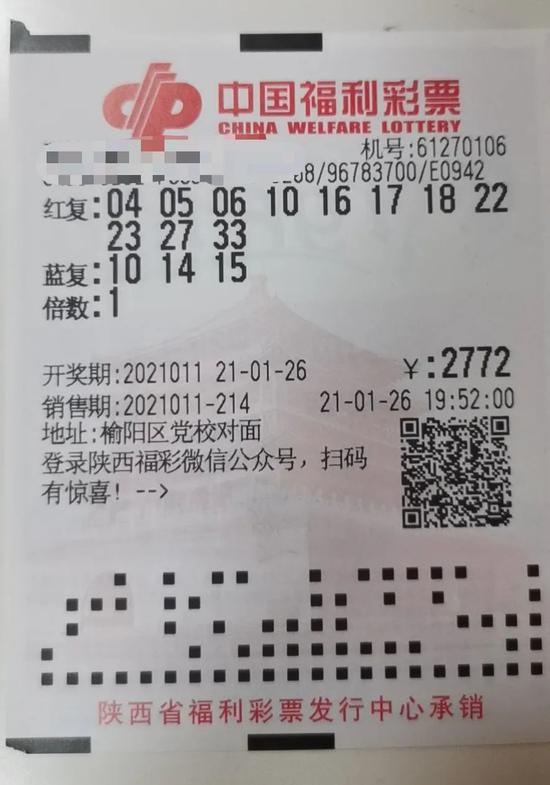 中国福利彩票
CHINA WELFARE LOTTERY
机号:61270106
/96783700/E0942
红复:04 05 06 10 16 17 18 22
23 27 33
蓝复:10 14 15
倍数:1
开奖期:2021011 21-01-26 ¥:2772
销售期:2021011-214 21-01-26 19:52:00
地址:榆阳区党校对面
登录陕西福彩微信公众号，扫码
有惊喜! -->
陕西省福利彩票发行中心承销